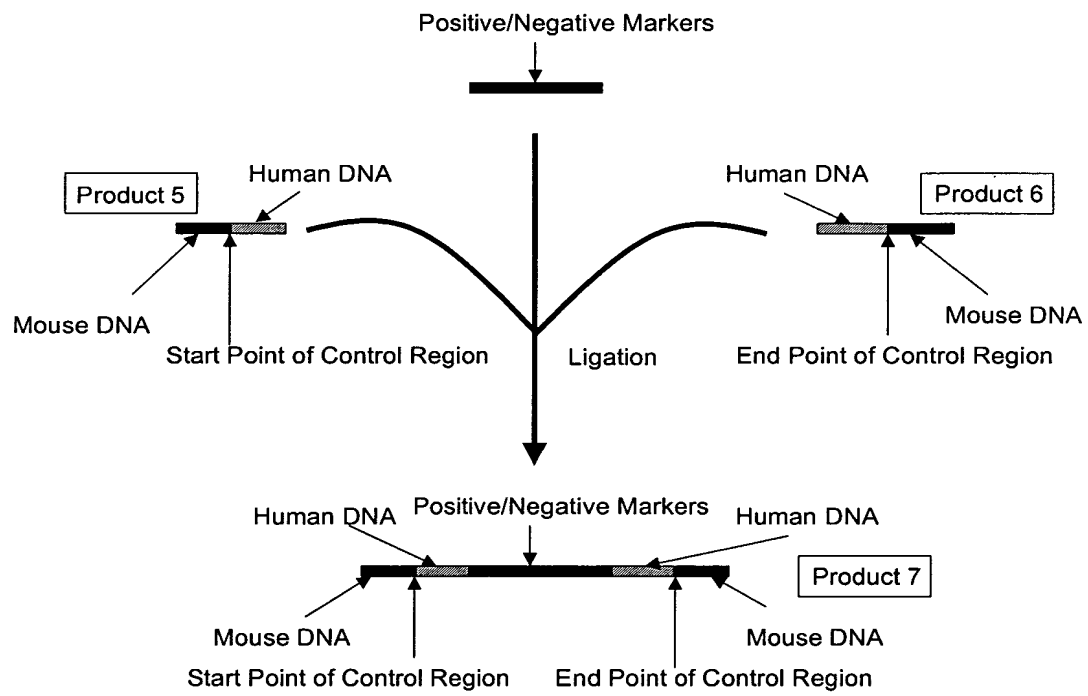 Positive/Negative Markers
Human DNA
Human DNA
Product 5
Product 6
Mouse DNA
Mouse DNA
Start Point of Control Region
End Point of Control Region
Ligation
Positive/Negative Markers
Human DNA
Human DNA
Product 7
Mouse DNA
Mouse DNA
Start Point of Control Region
End Point of Control Region